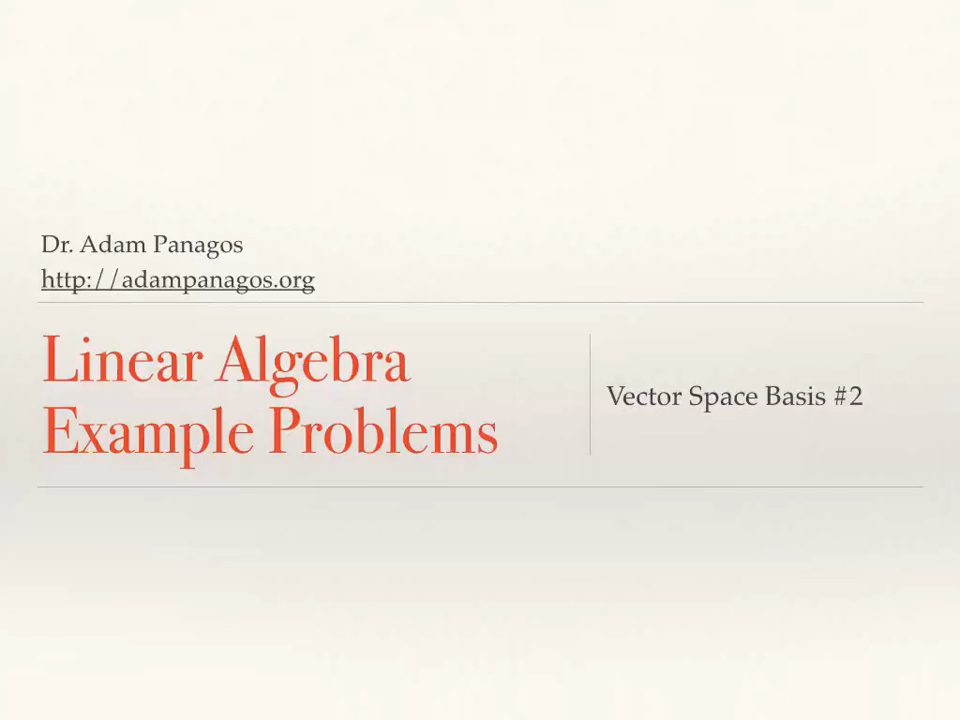 Dr. Adam Panagos
http://adampanagos.org
Linear Algebra
Example Problems
Vector Space Basis #2